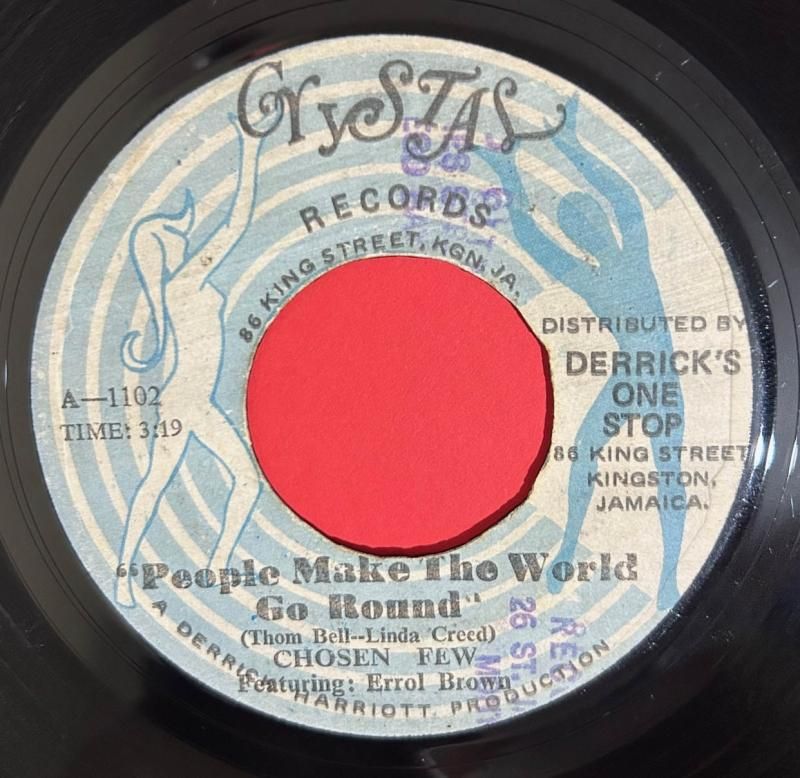 CrySTAL
RECORDS
86 KING STREET, KGN, JA.
DISTRIBUTED BY
DERRICK'S
ONE
STOP
86 KING STREET
KINGSTON,
JAMAICA.
A—1102
TIME: 3:19
"People Make The World
Go Round"
(Thom Bell--Linda Creed)
CHOSEN FEW
Featuring: Errol Brown
A DERRICK HARRIOTT PRODUCTION
26 ST